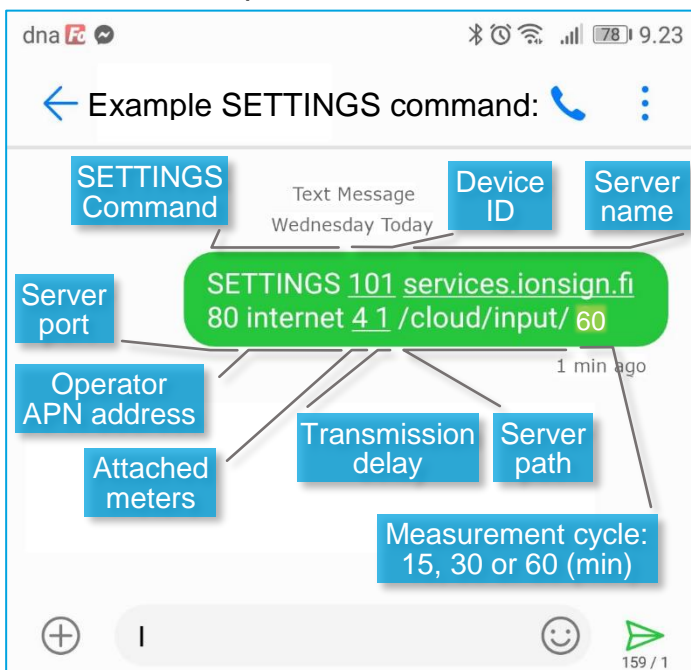 dna Fc 78 9.23
Example SETTINGS command:
SETTINGS
Command
Text Message
Wednesday Today
Device
ID
Server
name
SETTINGS 101 services.ionsign.fi
80 internet 4 1 /cloud/input/ 60
Server
port
1 min ago
Operator
APN address
Transmission
delay
Server
path
Attached
meters
Measurement cycle:
15, 30 or 60 (min)
I
159 / 1